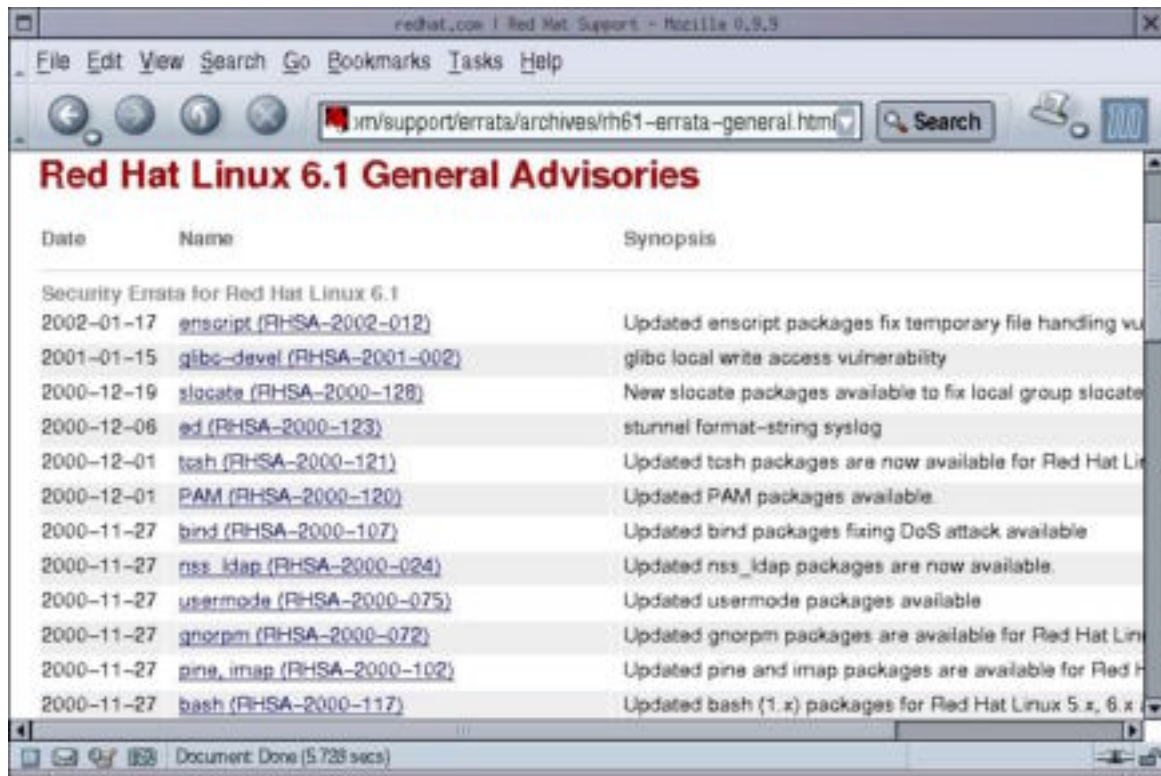 redhat.com | Red Hat Support - Mozilla 0.9.9
File Edit View Search Go Bookmarks Tasks Help
om/support/errata/archives/rh61-errata-general.html Search
Red Hat Linux 6.1 General Advisories
Date Name Synopsis
Security Errata for Red Hat Linux 6.1
2002-01-17 enscript (RHSA-2002-012) Updated enscript packages fix temporary file handling vu
2001-01-15 glibc-devel (RHSA-2001-002) glibc local write access vulnerability
2000-12-19 slocate (RHSA-2000-128) New slocate packages available to fix local group slocate
2000-12-06 ed (RHSA-2000-123) stunnel format-string syslog
2000-12-01 tcsh (RHSA-2000-121) Updated tcsh packages are now available for Red Hat Lin
2000-12-01 PAM (RHSA-2000-120) Updated PAM packages available.
2000-11-27 bind (RHSA-2000-107) Updated bind packages fixing DoS attack available
2000-11-27 nss_ldap (RHSA-2000-024) Updated nss_ldap packages are now available.
2000-11-27 usermode (RHSA-2000-075) Updated usermode packages available
2000-11-27 gnorpm (RHSA-2000-072) Updated gnorpm packages are available for Red Hat Linu
2000-11-27 pine, imap (RHSA-2000-102) Updated pine and imap packages are available for Red H
2000-11-27 bash (RHSA-2000-117) Updated bash (1.x) packages for Red Hat Linux 5.x, 6.x
Document: Done (5.728 secs)